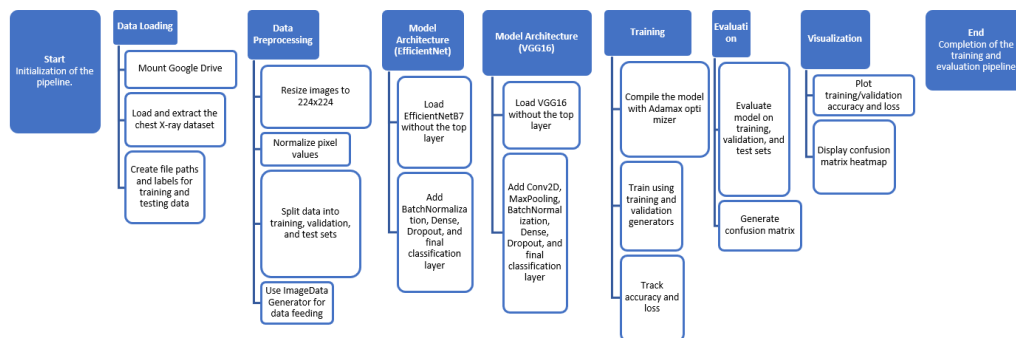 Start
Initialization of the
pipeline.
Data Loading
Mount Google Drive
Load and extract the
chest X-ray dataset
Create file paths
and labels for
training and
testing data
Data
Preprocessing
Resize images to
224x224
Normalize pixel
values
Split data into
training, validation,
and test sets
Use ImageData
Generator for
data feeding
Model
Architecture
(EfficientNet)
Load
EfficientNetB7
without the top
layer
Add
BatchNormaliza
tion, Dense,
Dropout, and
final
classification
layer
Model Architecture
(VGG16)
Load VGG16
without the top
layer
Add Conv2D,
MaxPooling,
BatchNormal
ization,
Dense,
Dropout, and
final
classification
layer
Training
Compile the model
with Adamax opti
mizer
Train using
training and
validation
generators
Track
accuracy and
loss
Evaluati
on
Evaluate
model on
training,
validation,
and test
sets
Generate
confusion matrix
Visualization
Plot
training/validation
accuracy and loss
Display confusion
matrix heatmap
End
Completion of the
training and
evaluation pipeline